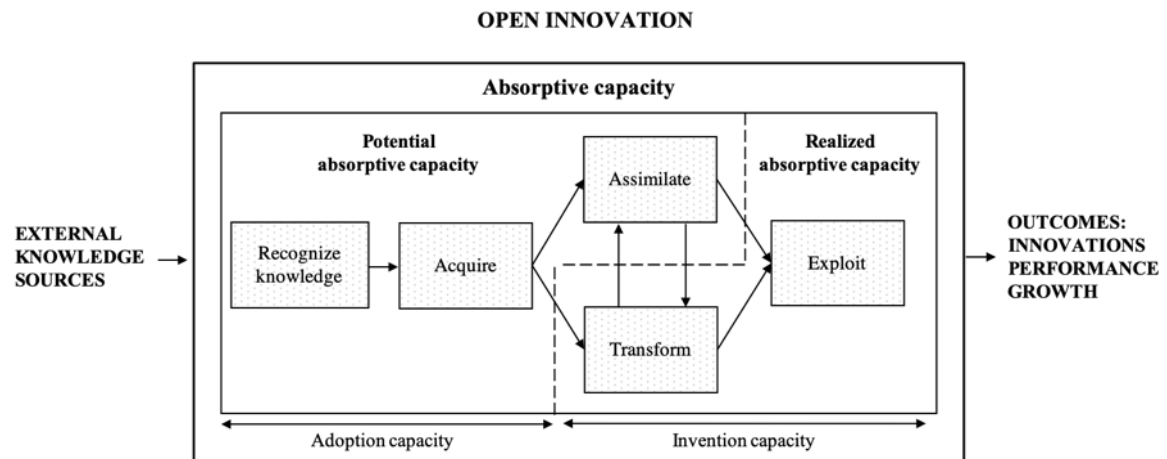 OPEN INNOVATION
Absorptive capacity
Potential
absorptive capacity
Realized
absorptive capacity
Assimilate
EXTERNAL
KNOWLEDGE
SOURCES
Recognize
knowledge
Acquire
Exploit
OUTCOMES:
INNOVATIONS
PERFORMANCE
GROWTH
Transform
Adoption capacity
Invention capacity